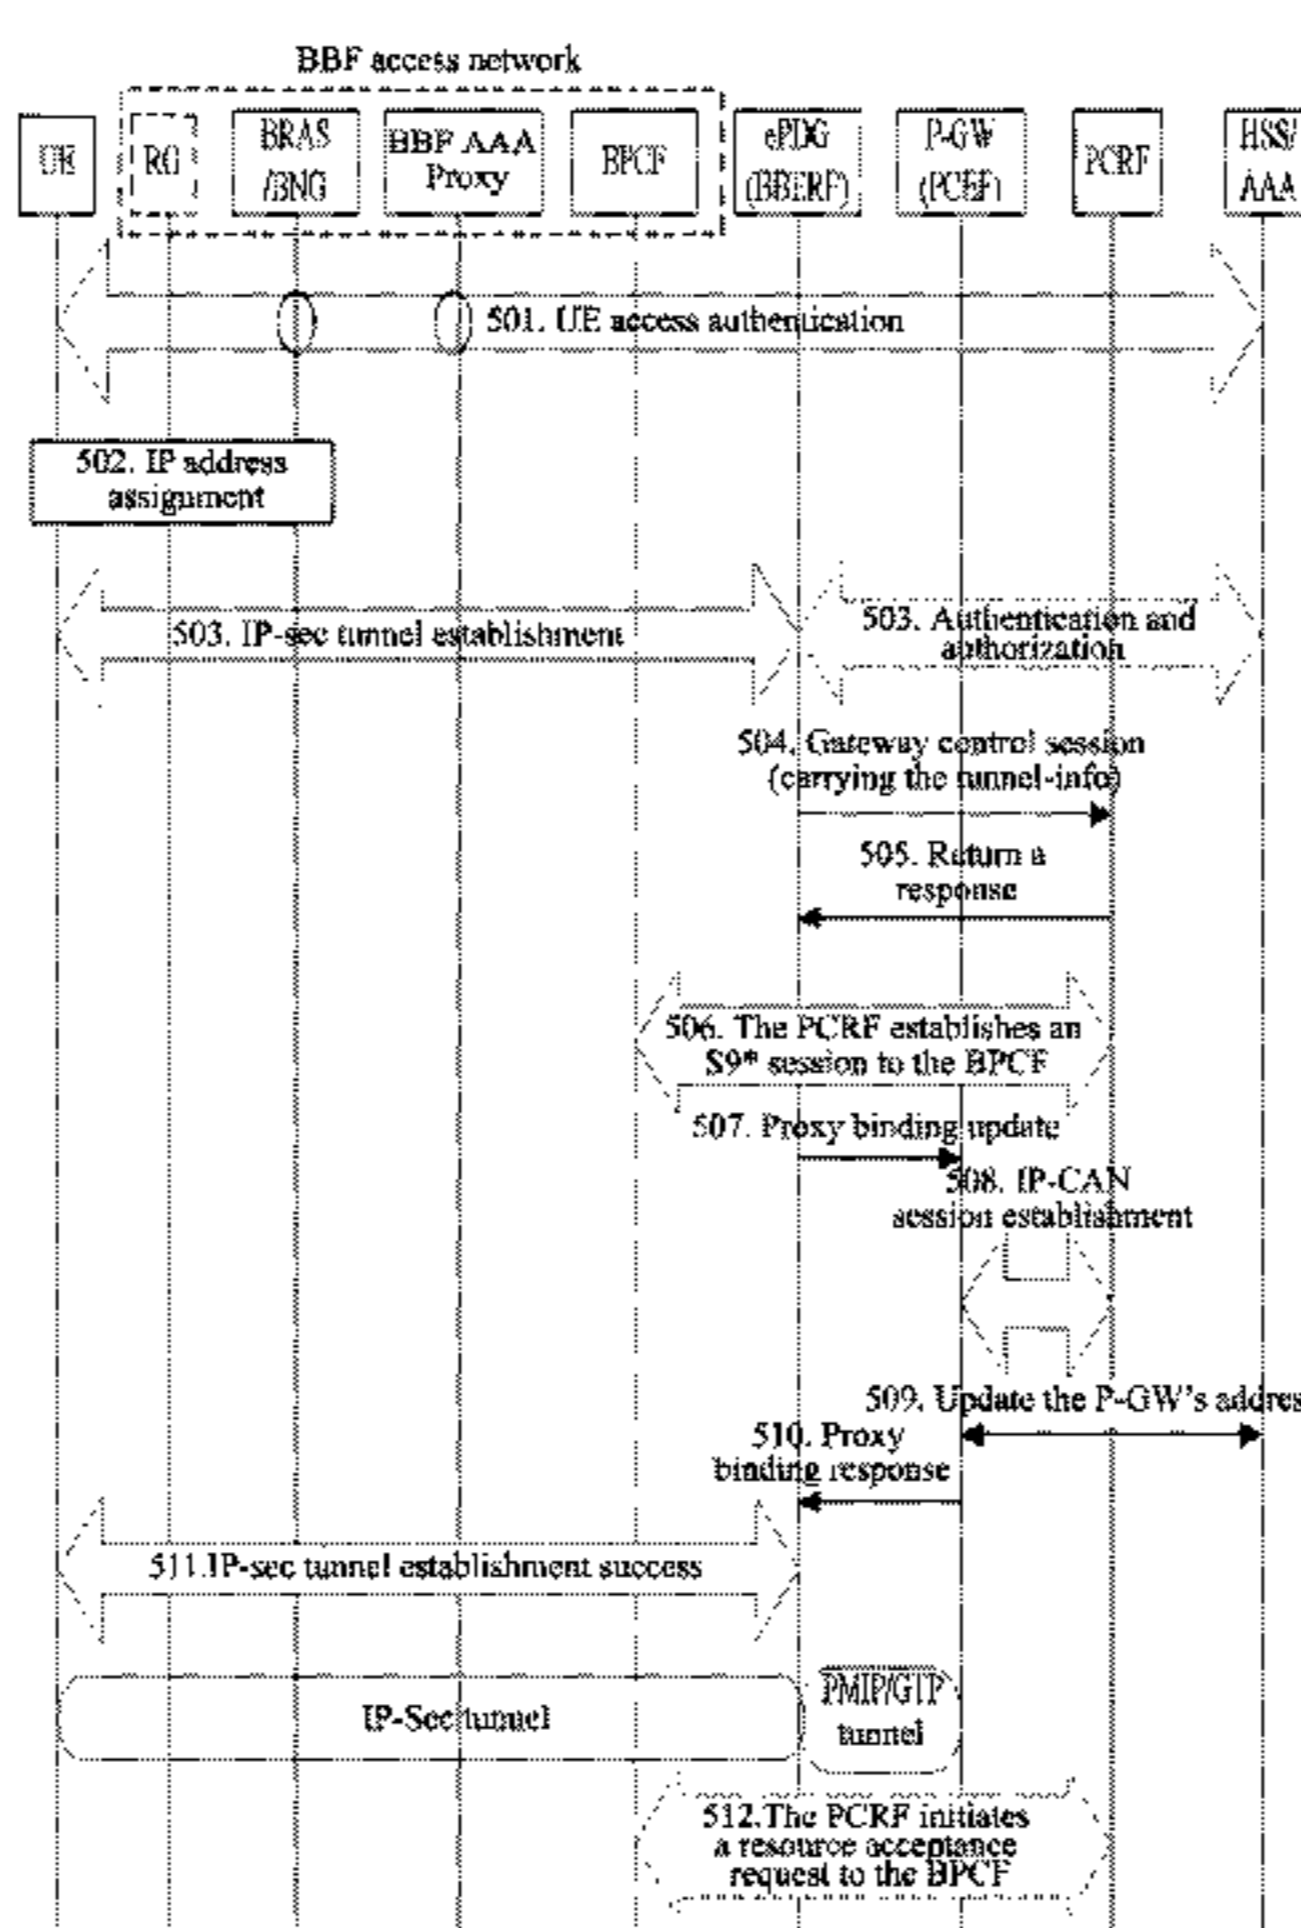 BBF access network
UE
RG
BRAS
/BNG
BBF AAA
Proxy
BPCF
ePDG
(BBERF)
P-GW
(PCEF)
PCRF
HSS/
AAA
501. UE access authentication
502. IP address
assignment
503. IP-sec tunnel establishment
503. Authentication and
authorization
504. Gateway control session
(carrying the tunnel-info)
505. Return a
response
506. The PCRF establishes an
S9* session to the BPCF
507. Proxy binding update
508. IP-CAN
session establishment
509. Update the P-GW's addres
510. Proxy
binding response
511.IP-sec tunnel establishment success
IP-Sec tunnel
PMIP/GTP
tunnel
512.The PCRF initiates
a resource acceptance
request to the BPCF